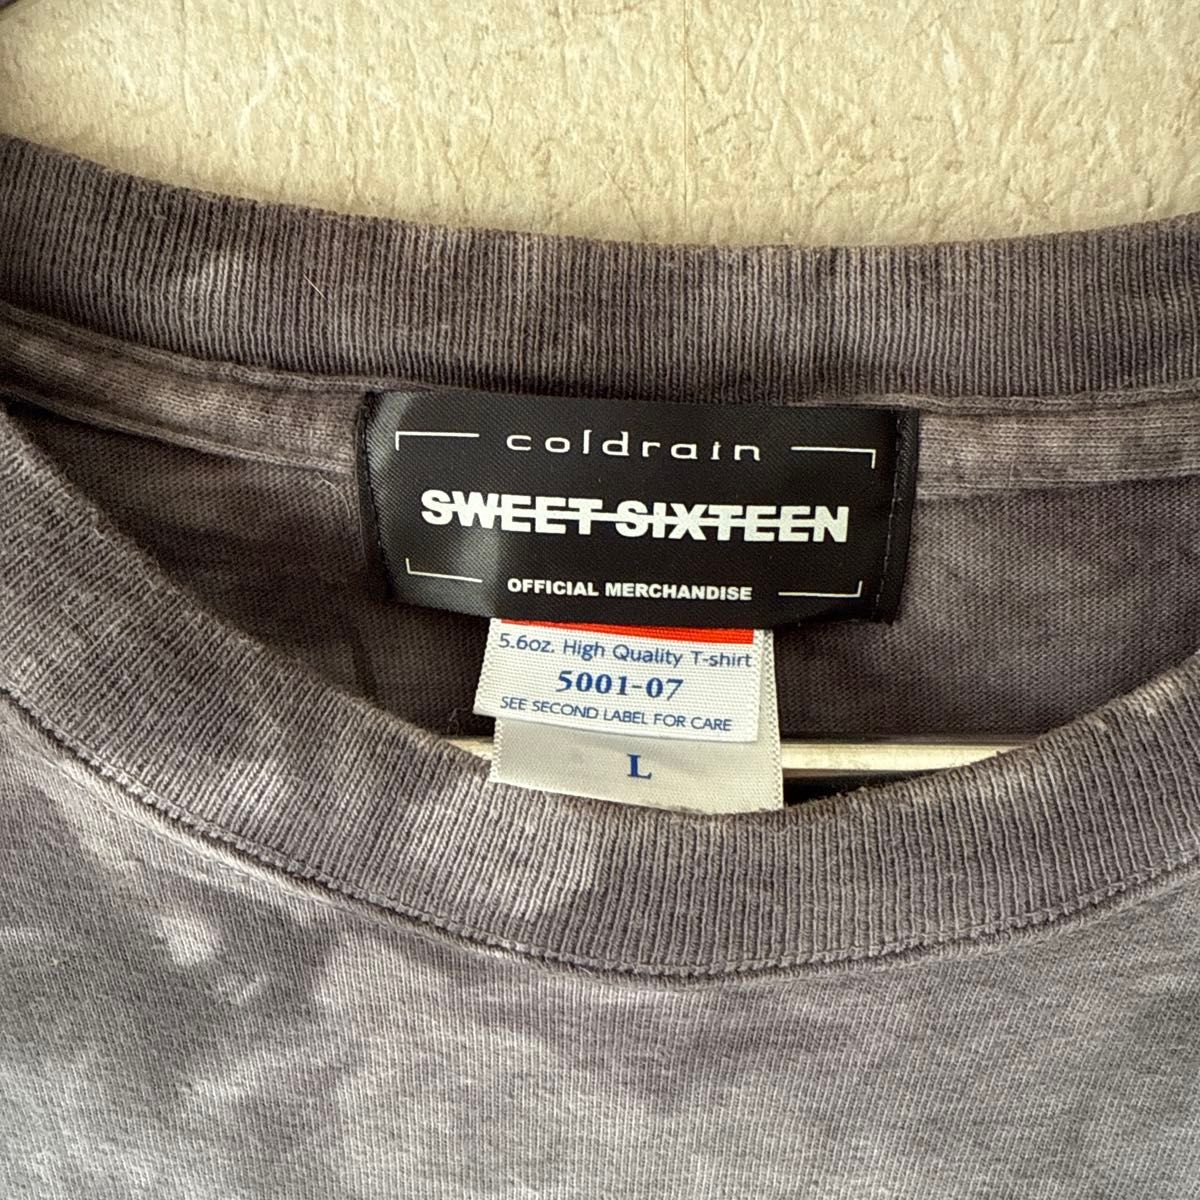 coldrain
SWEET SIXTEEN
OFFICIAL MERCHANDISE
5.6oz. High Quality T-shirt
5001-07
SEE SECOND LABEL FOR CARE
L